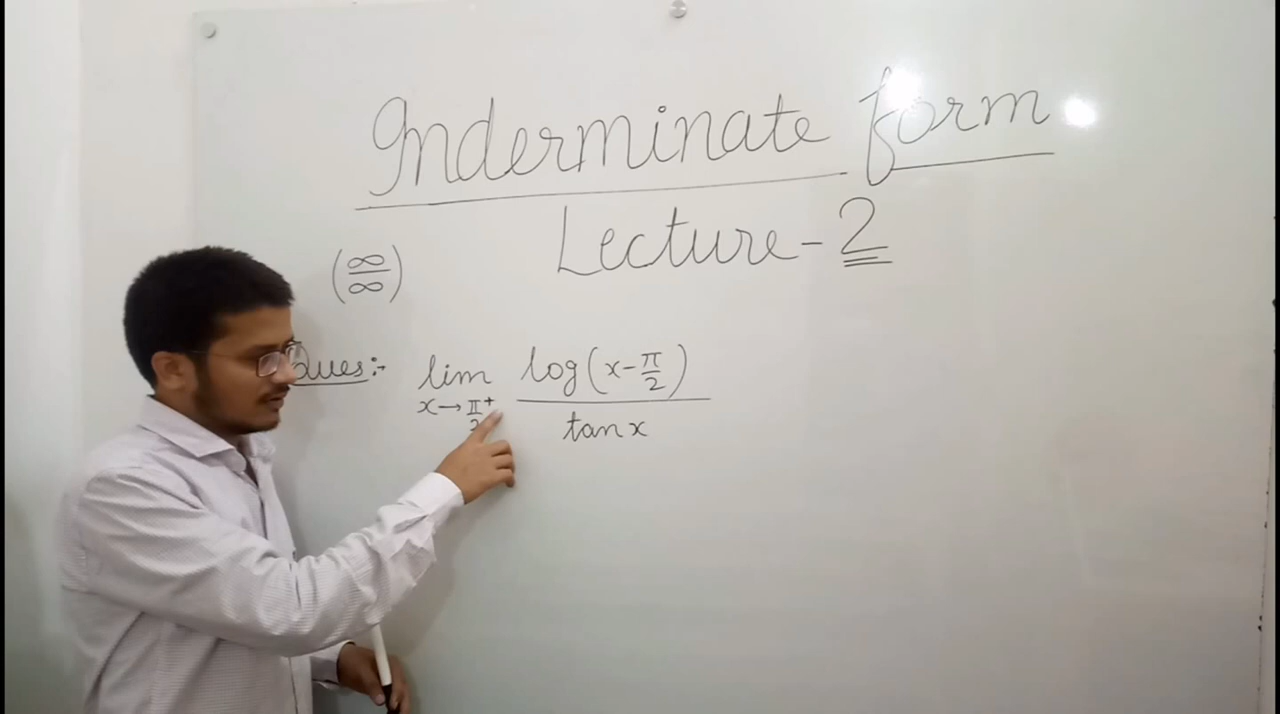 Inderminate form
Lecture - 2
(∞/∞)
Ques :- lim x → π/2⁺ log(x - π/2) / tan x